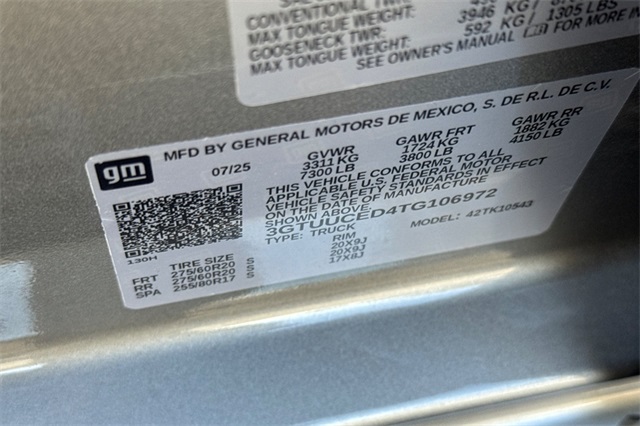 CONVENTIONAL TWR:
MAX TONGUE WEIGHT: 3946 KG /
GOOSENECK TWR: 592 KG / 1305 LBS
MAX TONGUE WEIGHT:
SEE OWNER'S MANUAL FOR MORE IN
gm
MFD BY GENERAL MOTORS DE MEXICO, S. DE R.L. DE C.V.
07/25 GVWR GAWR FRT GAWR RR
3311 KG 1724 KG 1882 KG
7300 LB 3800 LB 4150 LB
THIS VEHICLE CONFORMS TO ALL
APPLICABLE U.S. FEDERAL MOTOR
VEHICLE SAFETY STANDARDS IN EFFECT
ON THE DATE OF MANUFACTURE
SHOWN ABOVE.
3GTUUCED4TG106972
TYPE: TRUCK MODEL: 42TK10543
130H
TIRE SIZE RIM
FRT 275/60R20 S 20X9J
RR 275/60R20 S 20X9J
SPA 255/80R17 S 17X8J